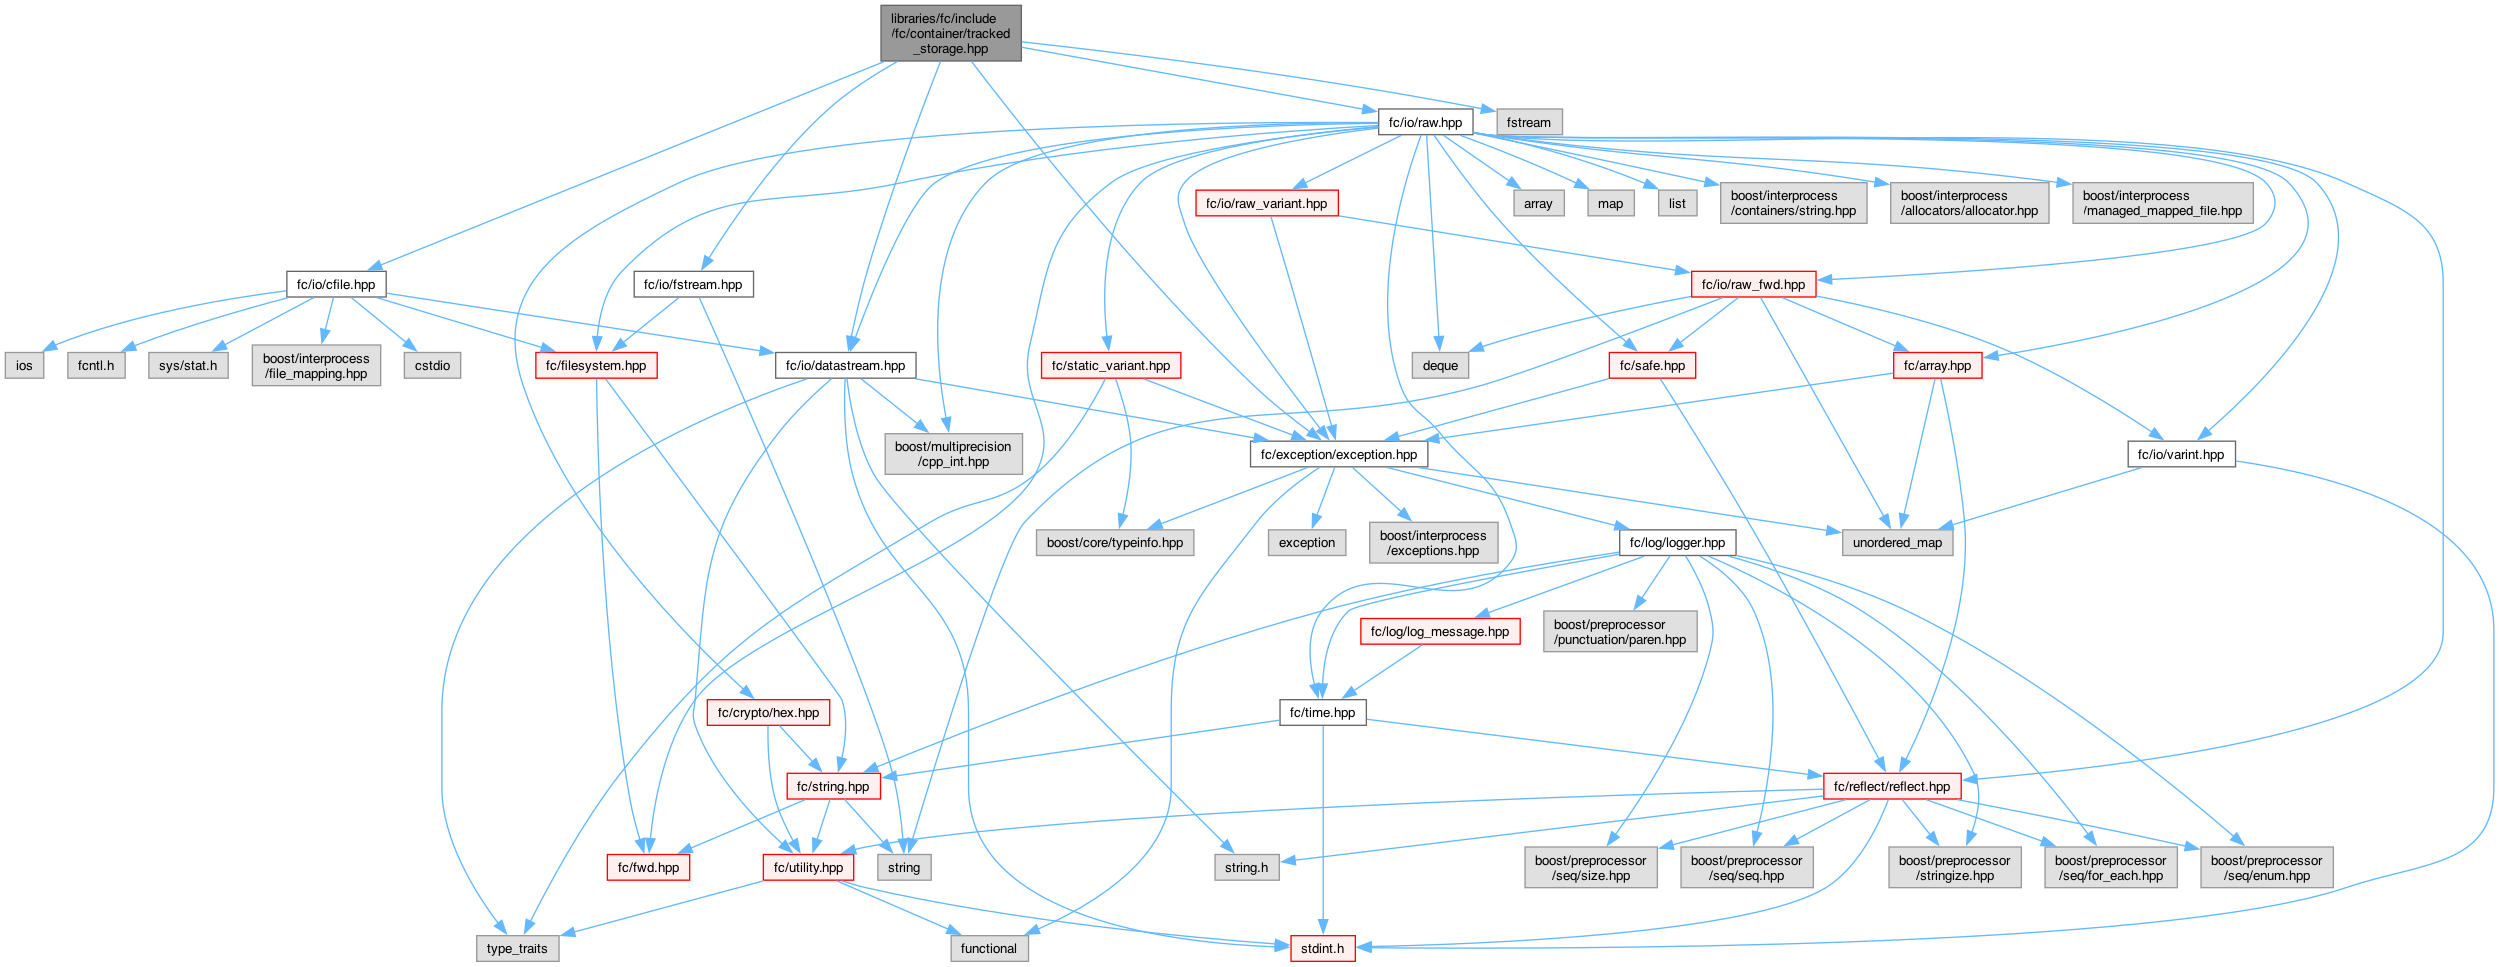 libraries/fc/include
/fc/container/tracked
_storage.hpp
fc/io/raw.hpp
fstream
fc/io/raw_variant.hpp
array
map
list
boost/interprocess
/containers/string.hpp
boost/interprocess
/allocators/allocator.hpp
boost/interprocess
/managed_mapped_file.hpp
fc/io/cfile.hpp
fc/io/fstream.hpp
fc/io/raw_fwd.hpp
ios
fcntl.h
sys/stat.h
boost/interprocess
/file_mapping.hpp
cstdio
fc/filesystem.hpp
fc/io/datastream.hpp
fc/static_variant.hpp
deque
fc/safe.hpp
fc/array.hpp
boost/multiprecision
/cpp_int.hpp
fc/exception/exception.hpp
fc/io/varint.hpp
boost/core/typeinfo.hpp
exception
boost/interprocess
/exceptions.hpp
fc/log/logger.hpp
unordered_map
fc/log/log_message.hpp
boost/preprocessor
/punctuation/paren.hpp
fc/crypto/hex.hpp
fc/time.hpp
fc/string.hpp
fc/reflect/reflect.hpp
fc/fwd.hpp
fc/utility.hpp
string
string.h
boost/preprocessor
/seq/size.hpp
boost/preprocessor
/seq/seq.hpp
boost/preprocessor
/stringize.hpp
boost/preprocessor
/seq/for_each.hpp
boost/preprocessor
/seq/enum.hpp
type_traits
functional
stdint.h